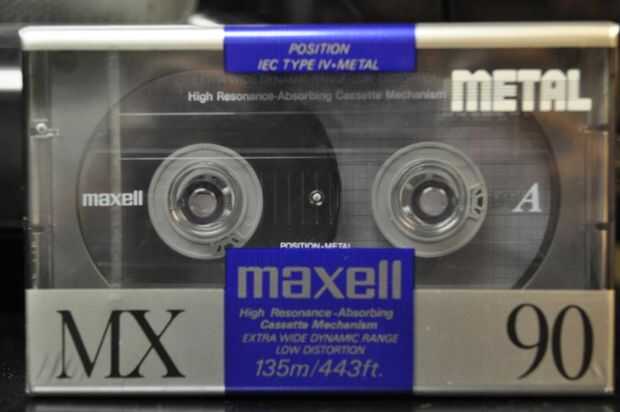 POSITION
IEC TYPE IV•METAL
High Resonance-Absorbing Cassette Mechanism
METAL
maxell
A
POSITION•METAL
maxell
High Resonance-Absorbing
Cassette Mechanism
EXTRA WIDE DYNAMIC RANGE
LOW DISTORTION
135m/443ft.
MX
90